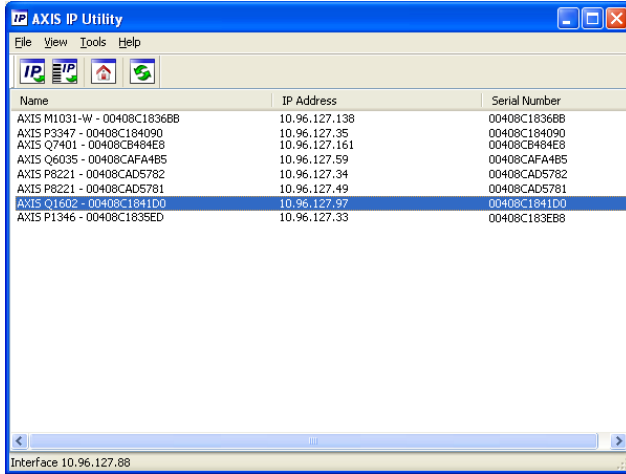 IP AXIS IP Utility
File View Tools Help
IP IP
Name IP Address Serial Number
AXIS M1031-W - 00408C1836BB 10.96.127.138 00408C1836BB
AXIS P3347 - 00408C184090 10.96.127.35 00408C184090
AXIS Q7401 - 00408CB484E8 10.96.127.161 00408CB484E8
AXIS Q6035 - 00408CAFA4B5 10.96.127.59 00408CAFA4B5
AXIS P8221 - 00408CAD5782 10.96.127.34 00408CAD5782
AXIS P8221 - 00408CAD5781 10.96.127.49 00408CAD5781
AXIS Q1602 - 00408C1841D0 10.96.127.97 00408C1841D0
AXIS P1346 - 00408C1835ED 10.96.127.33 00408C183EB8
Interface 10.96.127.88